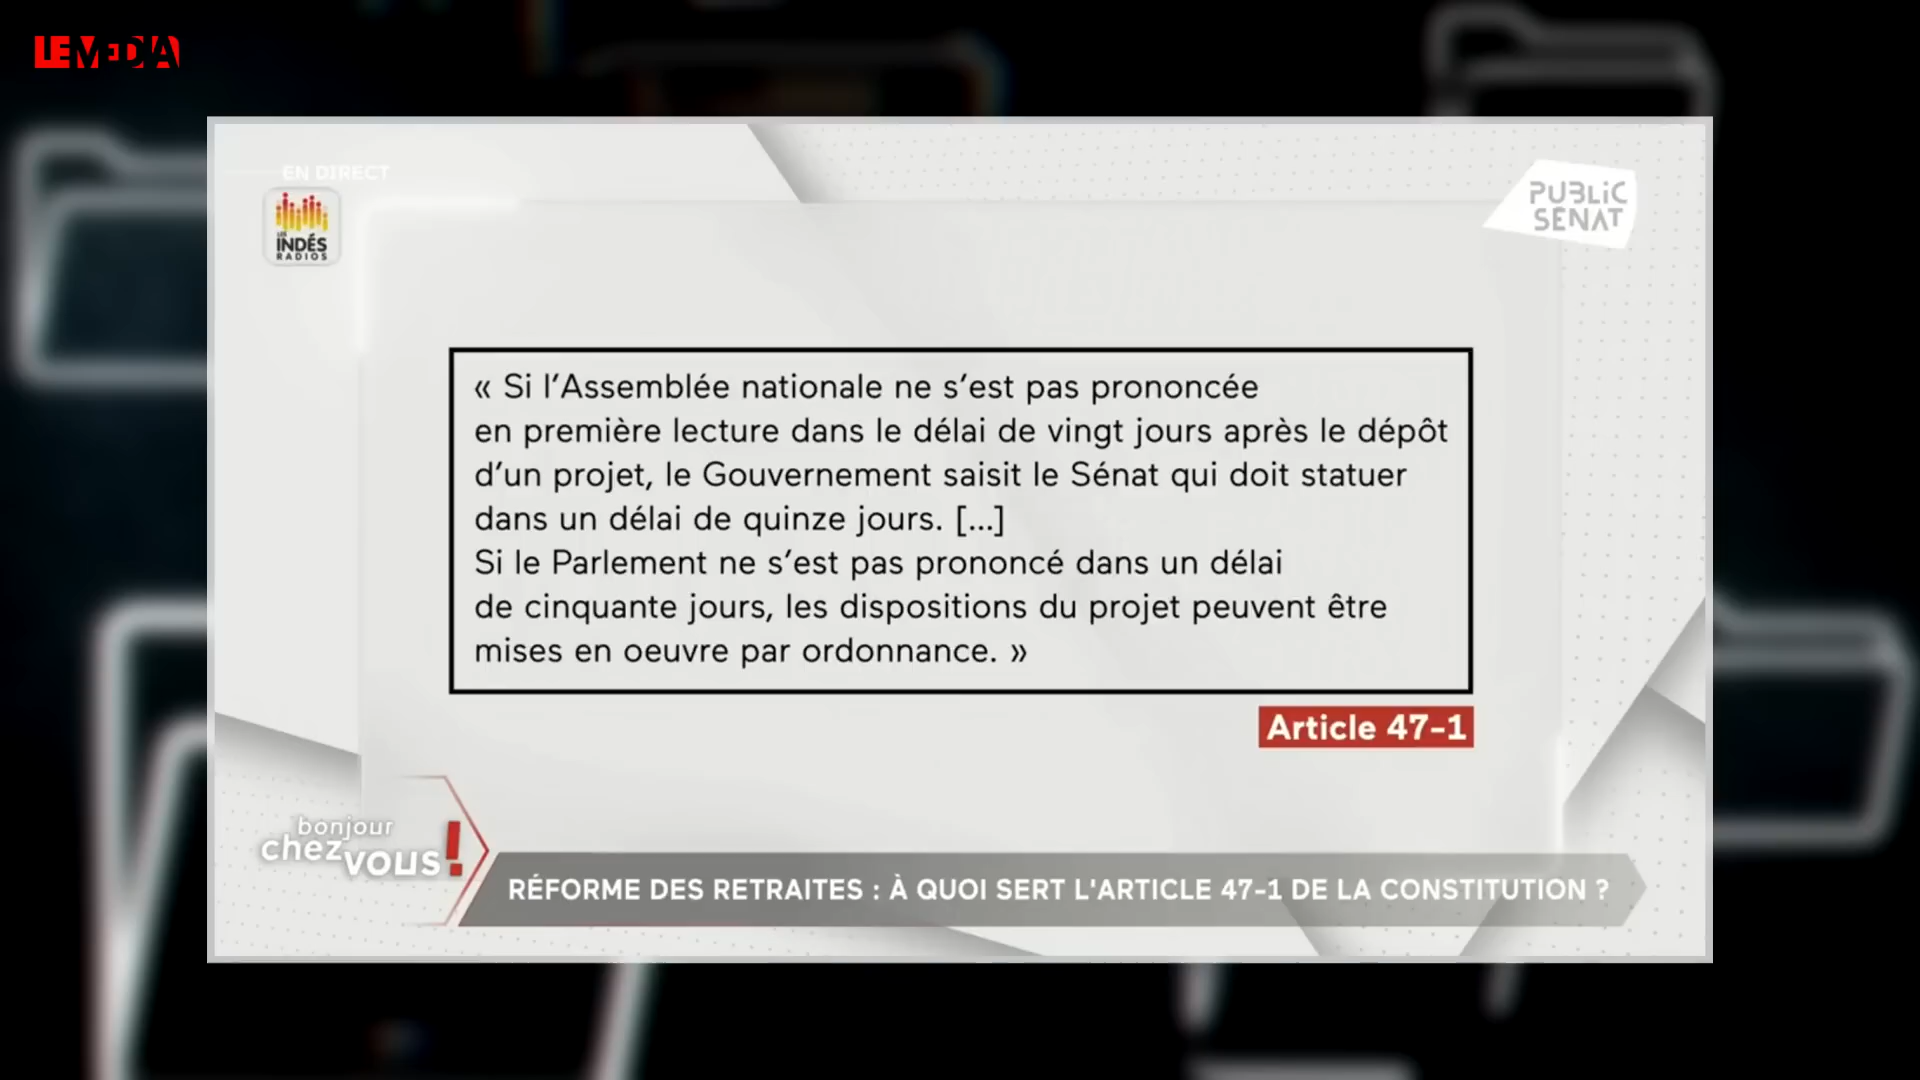 LEMEDIA
EN DIRECT
LES
INDÉS
RADIOS
PUBLIC
SÉNAT
« Si l’Assemblée nationale ne s’est pas prononcée
en première lecture dans le délai de vingt jours après le dépôt
d’un projet, le Gouvernement saisit le Sénat qui doit statuer
dans un délai de quinze jours. [...]
Si le Parlement ne s’est pas prononcé dans un délai
de cinquante jours, les dispositions du projet peuvent être
mises en oeuvre par ordonnance. »
Article 47-1
bonjour
chez
vous !
RÉFORME DES RETRAITES : À QUOI SERT L'ARTICLE 47-1 DE LA CONSTITUTION ?